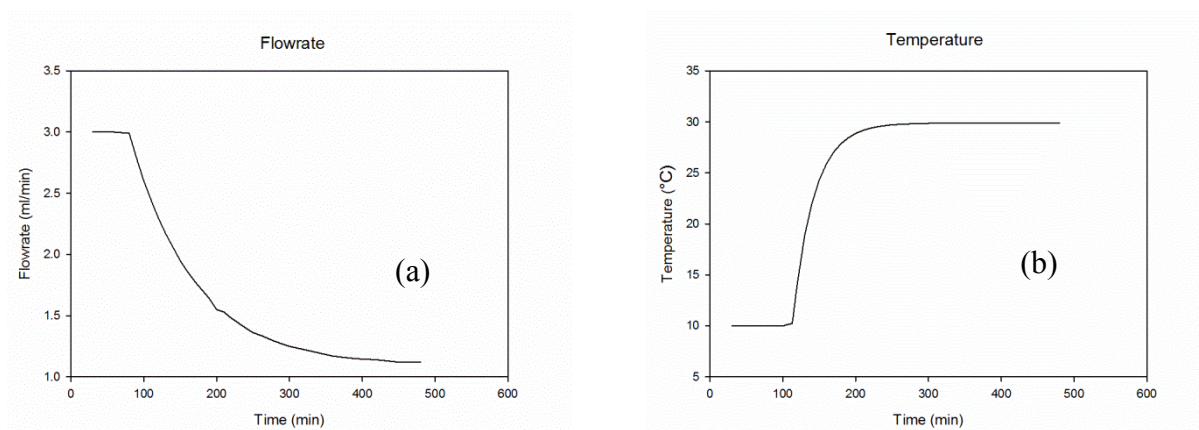 Flowrate
3.5
3.0
2.5
2.0
1.5
1.0
Flowrate (ml/min)
(a)
0 100 200 300 400 500 600
Time (min)
Temperature
35
30
25
20
15
10
5
Temperature (°C)
(b)
0 100 200 300 400 500 600
Time (min)